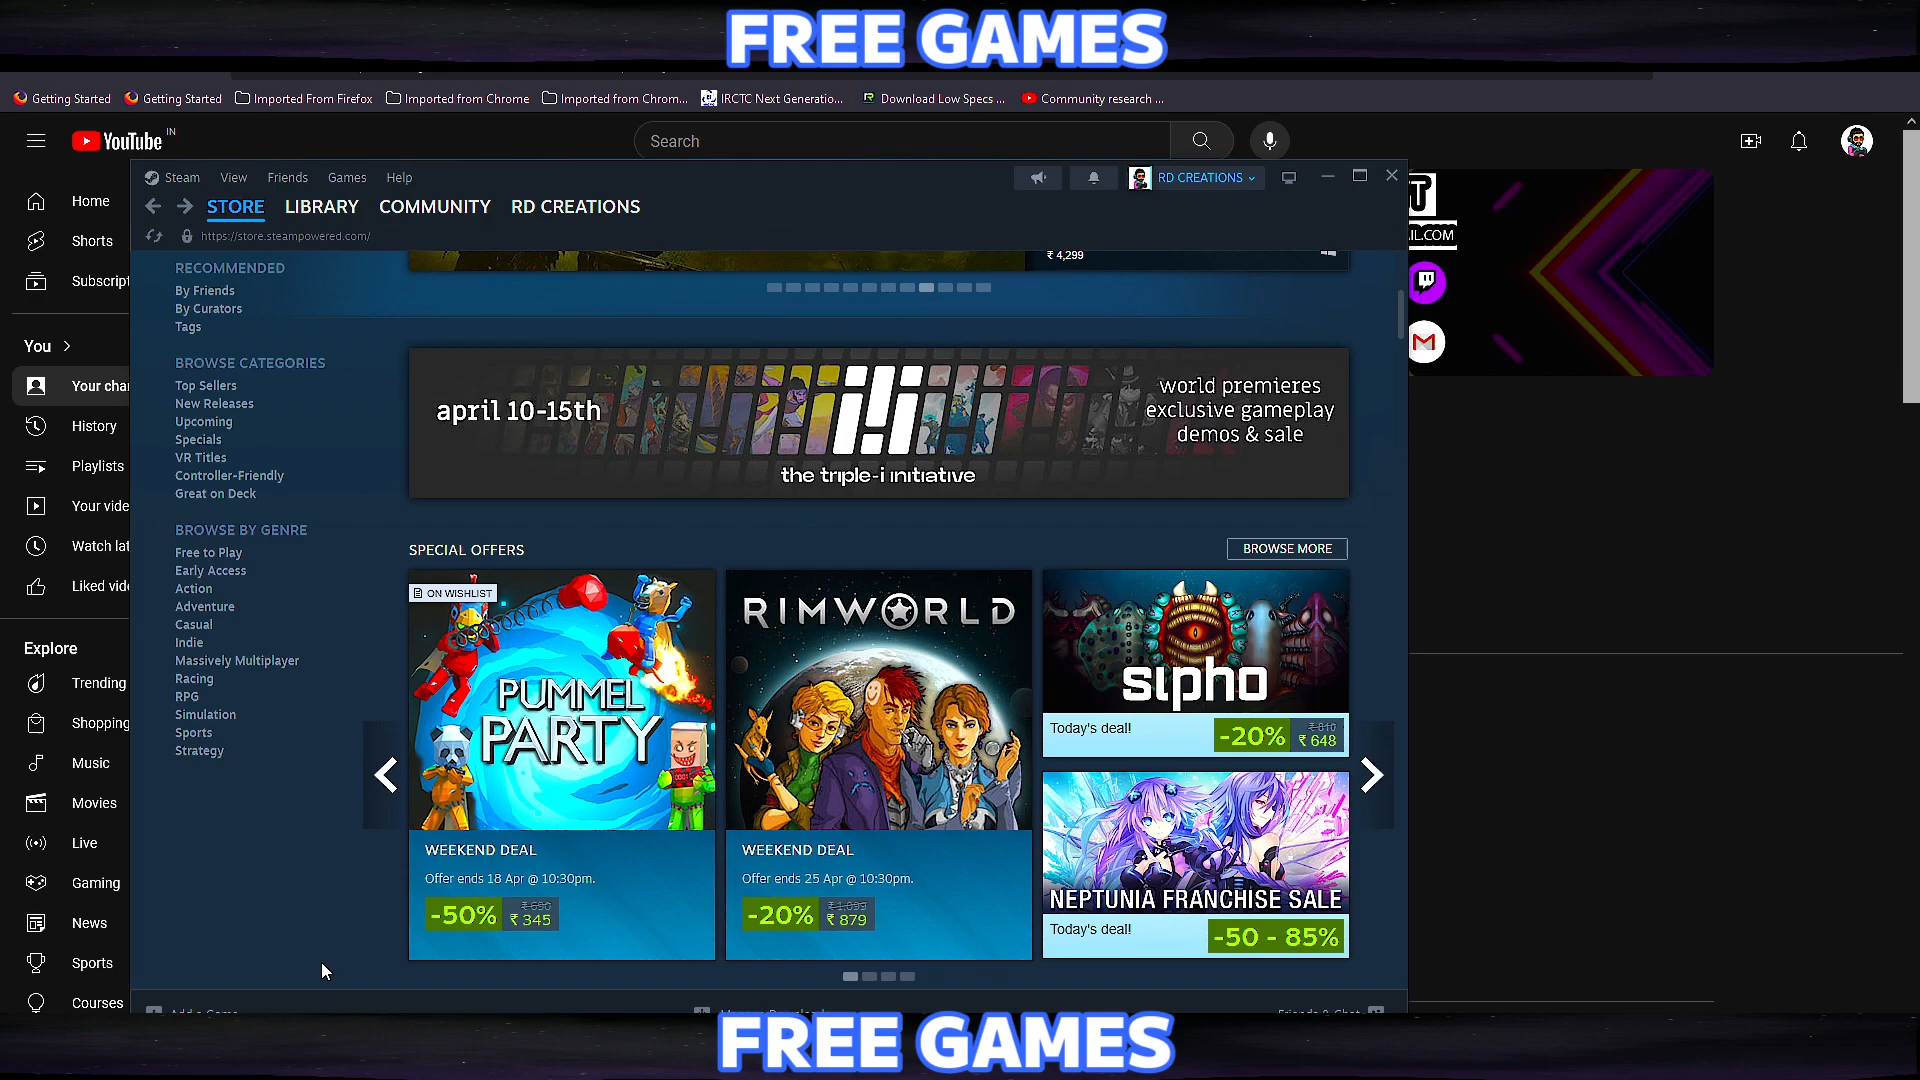 FREE GAMES
Getting Started
Getting Started
Imported From Firefox
Imported from Chrome
Imported from Chrom...
IRCTC Next Generatio...
Download Low Specs ...
Community research ...
YouTube IN
Search
Steam View Friends Games Help
RD CREATIONS
STORE LIBRARY COMMUNITY RD CREATIONS
https://store.steampowered.com/
Home
Shorts
Subscript
You
Your cha
History
Playlists
Your vide
Watch lat
Liked vide
Explore
Trending
Shopping
Music
Movies
Live
Gaming
News
Sports
Courses
RECOMMENDED
By Friends
By Curators
Tags
BROWSE CATEGORIES
Top Sellers
New Releases
Upcoming
Specials
VR Titles
Controller-Friendly
Great on Deck
BROWSE BY GENRE
Free to Play
Early Access
Action
Adventure
Casual
Indie
Massively Multiplayer
Racing
RPG
Simulation
Sports
Strategy
₹ 4,299
april 10-15th
the triple-i initiative
world premieres
exclusive gameplay
demos & sale
SPECIAL OFFERS
BROWSE MORE
ON WISHLIST
PUMMEL
PARTY
WEEKEND DEAL
Offer ends 18 Apr @ 10:30pm.
-50%
₹ 690
₹ 345
RIMWORLD
WEEKEND DEAL
Offer ends 25 Apr @ 10:30pm.
-20%
₹ 1,099
₹ 879
sipho
Today's deal!
-20%
₹ 810
₹ 648
NEPTUNIA FRANCHISE SALE
Today's deal!
-50 - 85%
IL.COM
FREE GAMES